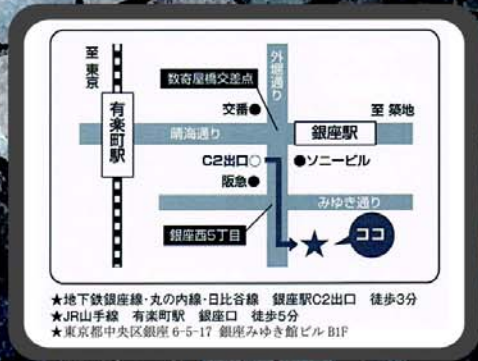 至 東京
外堀通り
数寄屋橋交差点
有楽町駅
交番●
至 築地
晴海通り
銀座駅
C2出口○
●ソニービル
阪急●
みゆき通り
銀座西5丁目
★
ココ
★地下鉄銀座線・丸の内線・日比谷線 銀座駅C2出口 徒歩3分
★JR山手線 有楽町駅 銀座口 徒歩5分
★東京都中央区銀座 6-5-17 銀座みゆき館ビル B1F